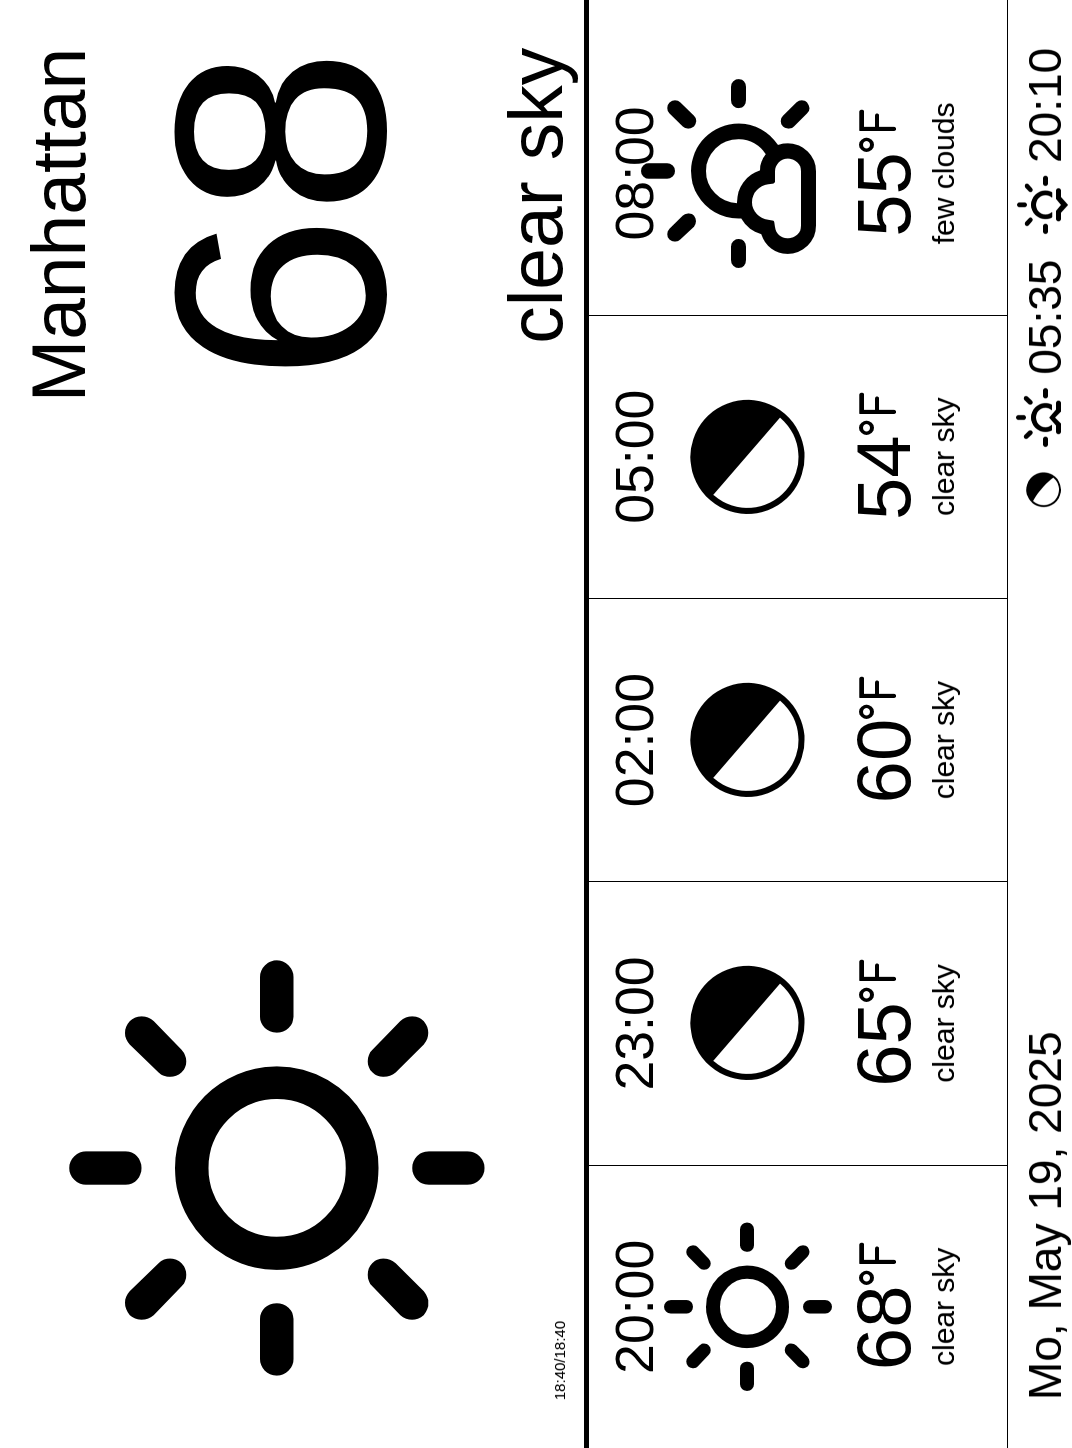 Manhattan
68
clear sky
18:40/18:40
20:00
68°F
clear sky
23:00
65°F
clear sky
02:00
60°F
clear sky
05:00
54°F
clear sky
08:00
55°F
few clouds
Mo, May 19, 2025
05:35
20:10